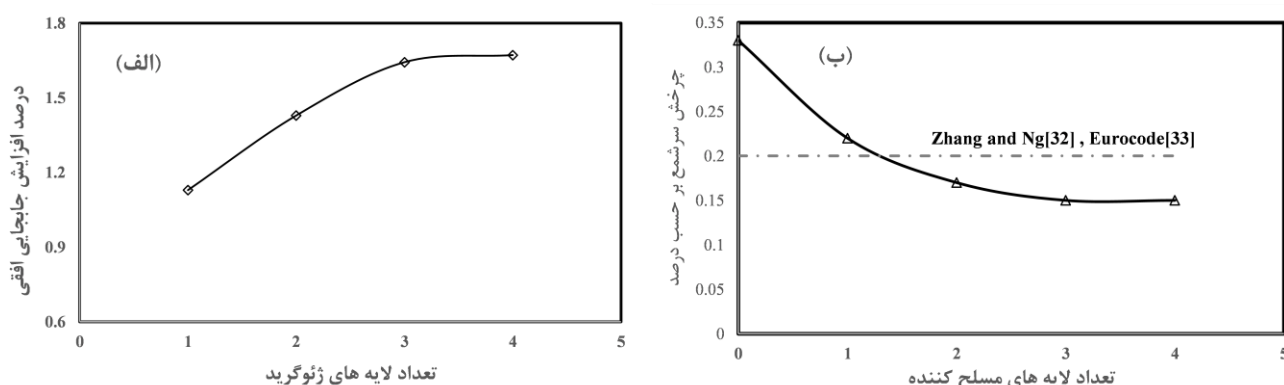 1.8
1.5
1.2
0.9
0.6
0 1 2 3 4 5
(الف)
درصد افزایش جابجایی افقی
تعداد لایه های ژئوگرید
0.35
0.3
0.25
0.2
0.15
0.1
0.05
0
0 1 2 3 4 5
(ب)
Zhang and Ng[32] , Eurocode[33]
چرخش سرشمع بر حسب درصد
تعداد لایه های مسلح کننده